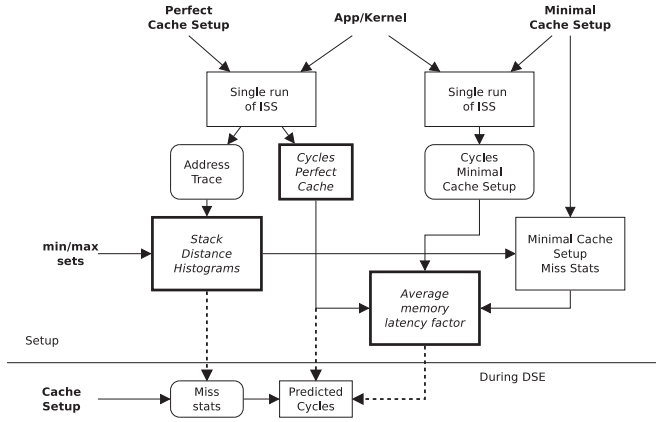 Perfect
Cache Setup
App/Kernel
Minimal
Cache Setup
Single run
of ISS
Single run
of ISS
Address
Trace
Cycles
Perfect
Cache
Cycles
Minimal
Cache Setup
min/max
sets
Stack
Distance
Histograms
Minimal Cache
Setup
Miss Stats
Average
memory
latency factor
Setup
During DSE
Cache
Setup
Miss
stats
Predicted
Cycles